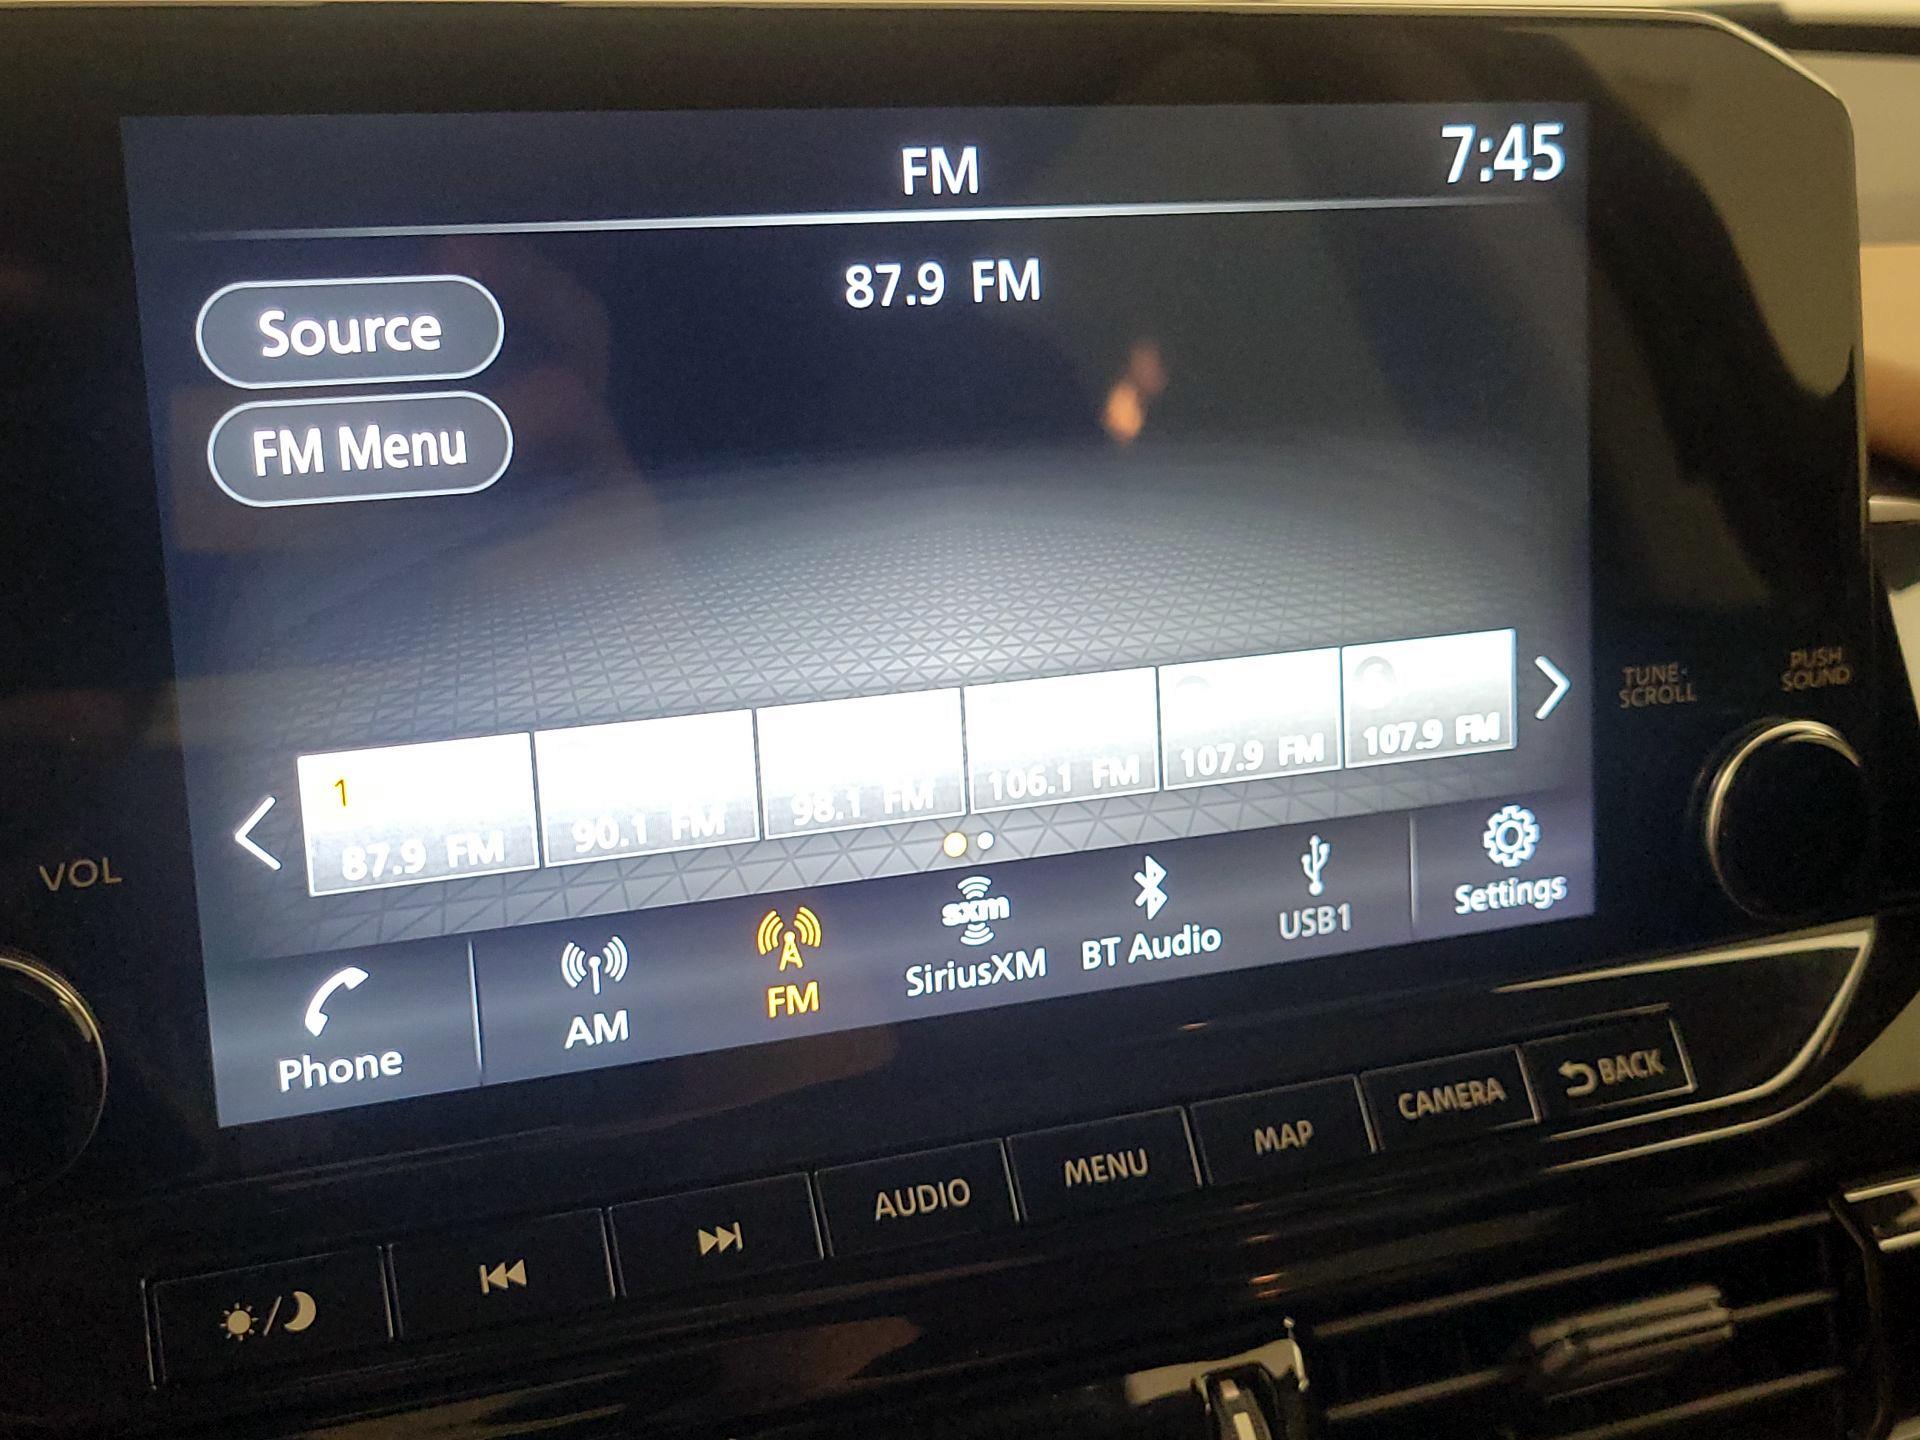 FM
7:45
87.9 FM
Source
FM Menu
1
87.9 FM
90.1 FM
98.1 FM
106.1 FM
107.9 FM
107.9 FM
Phone
AM
FM
sxm
SiriusXM
BT Audio
USB1
Settings
VOL
TUNE·
SCROLL
PUSH
SOUND
AUDIO
MENU
MAP
CAMERA
BACK